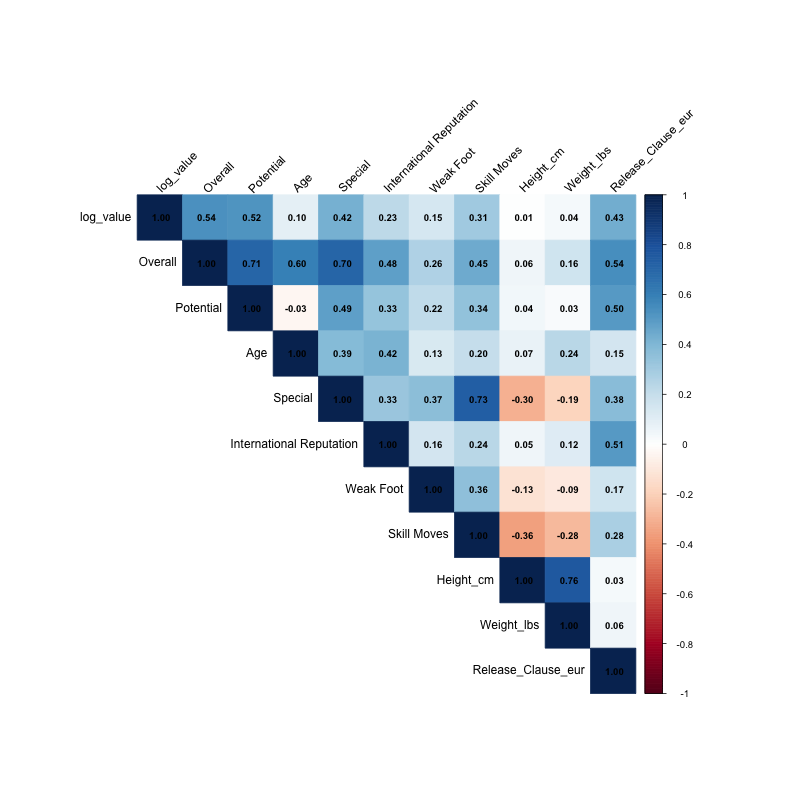 log_value Overall Potential Age Special International Reputation Weak Foot Skill Moves Height_cm Weight_lbs Release_Clause_eur
log_value 1.00 0.54 0.52 0.10 0.42 0.23 0.15 0.31 0.01 0.04 0.43
Overall 1.00 0.71 0.60 0.70 0.48 0.26 0.45 0.06 0.16 0.54
Potential 1.00 -0.03 0.49 0.33 0.22 0.34 0.04 0.03 0.50
Age 1.00 0.39 0.42 0.13 0.20 0.07 0.24 0.15
Special 1.00 0.33 0.37 0.73 -0.30 -0.19 0.38
International Reputation 1.00 0.16 0.24 0.05 0.12 0.51
Weak Foot 1.00 0.36 -0.13 -0.09 0.17
Skill Moves 1.00 -0.36 -0.28 0.28
Height_cm 1.00 0.76 0.03
Weight_lbs 1.00 0.06
Release_Clause_eur 1.00
1
0.8
0.6
0.4
0.2
0
-0.2
-0.4
-0.6
-0.8
-1